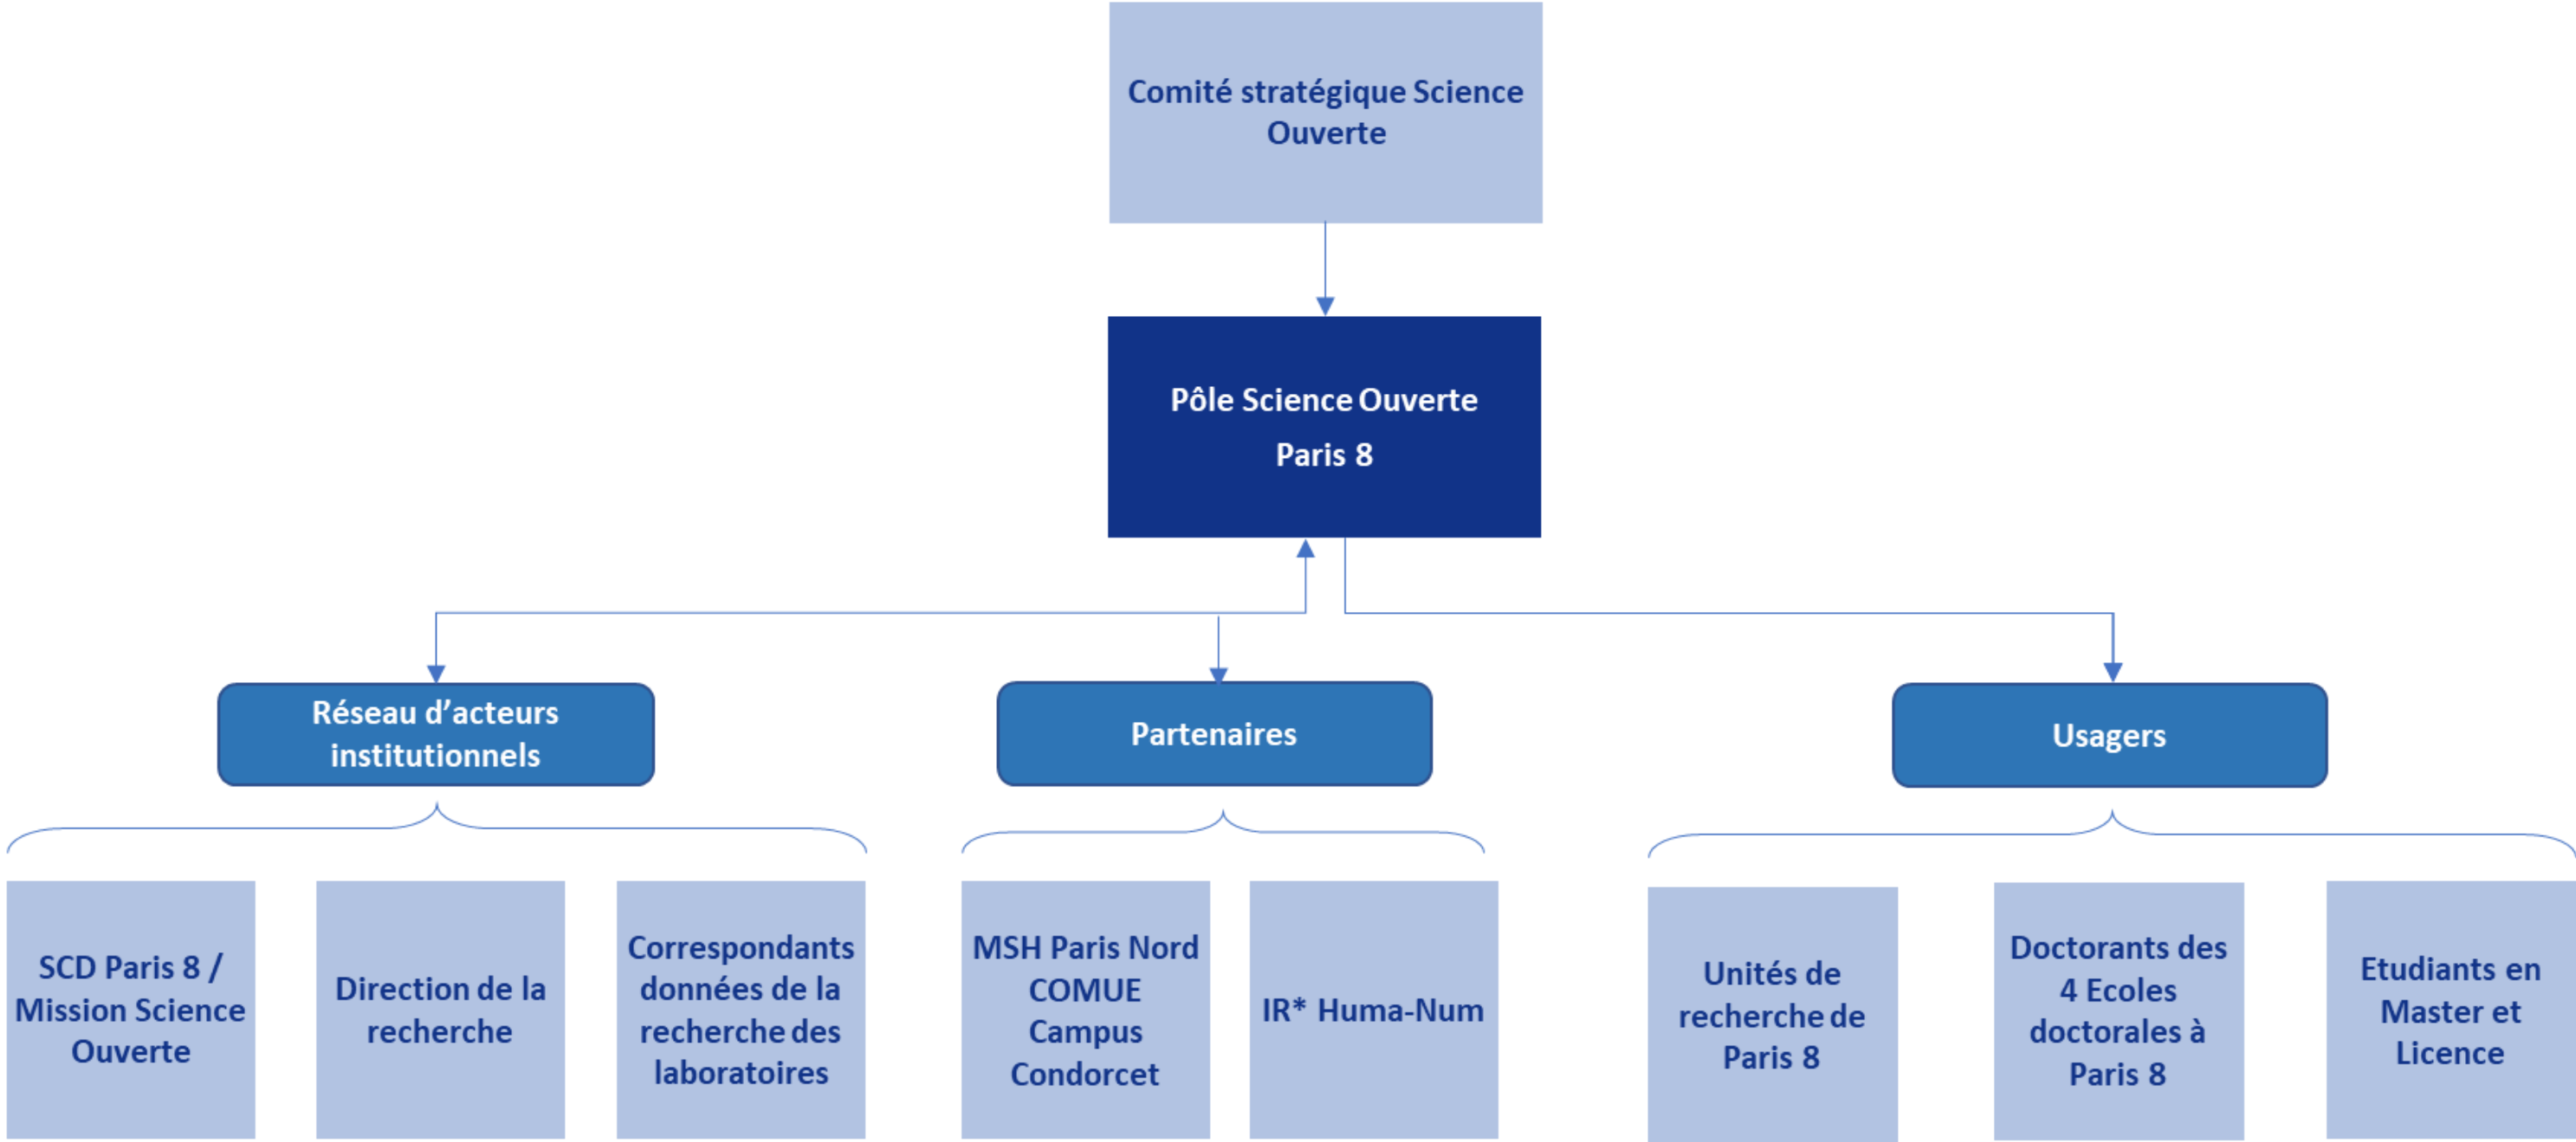 Comité stratégique Science
Ouverte
Pôle Science Ouverte
Paris 8
Réseau d’acteurs
institutionnels
Partenaires
Usagers
SCD Paris 8 /
Mission Science
Ouverte
Direction de la
recherche
Correspondants
données de la
recherche des
laboratoires
MSH Paris Nord
COMUE
Campus
Condorcet
IR* Huma-Num
Unités de
recherche de
Paris 8
Doctorants des
4 Ecoles
doctorales à
Paris 8
Etudiants en
Master et
Licence